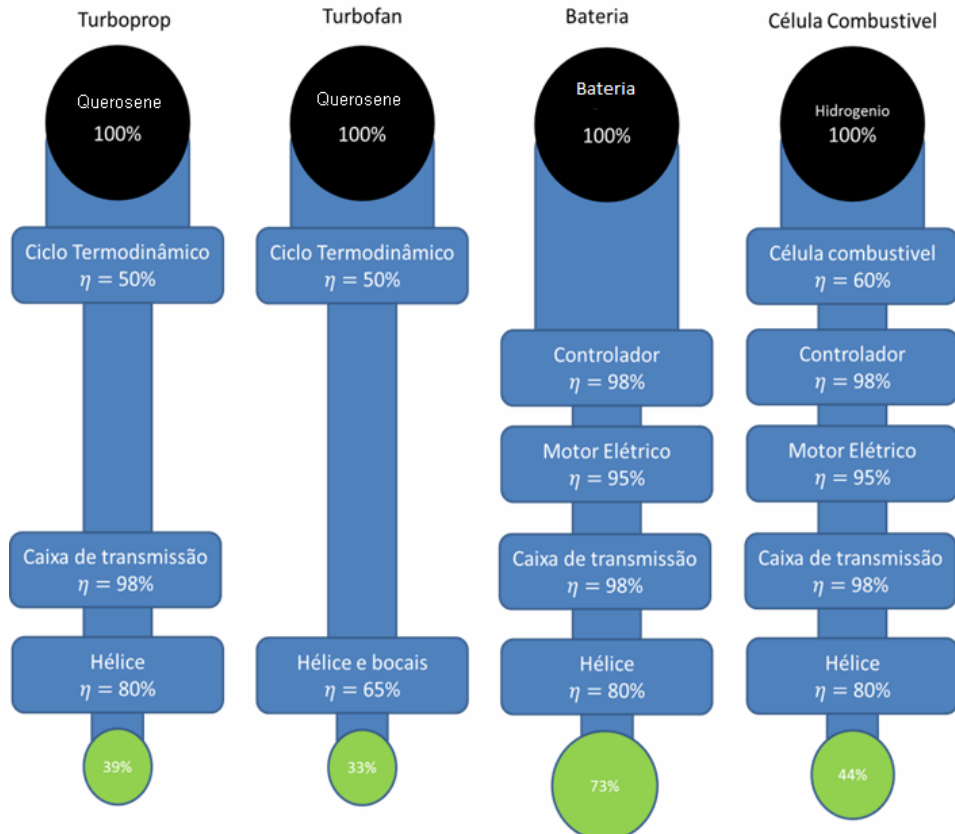 Turboprop
Querosene
100%
Ciclo Termodinâmico
η = 50%
Caixa de transmissão
η = 98%
Hélice
η = 80%
39%
Turbofan
Querosene
100%
Ciclo Termodinâmico
η = 50%
Hélice e bocais
η = 65%
33%
Bateria
Bateria
100%
Controlador
η = 98%
Motor Elétrico
η = 95%
Caixa de transmissão
η = 98%
Hélice
η = 80%
73%
Célula Combustivel
Hidrogenio
100%
Célula combustivel
η = 60%
Controlador
η = 98%
Motor Elétrico
η = 95%
Caixa de transmissão
η = 98%
Hélice
η = 80%
44%